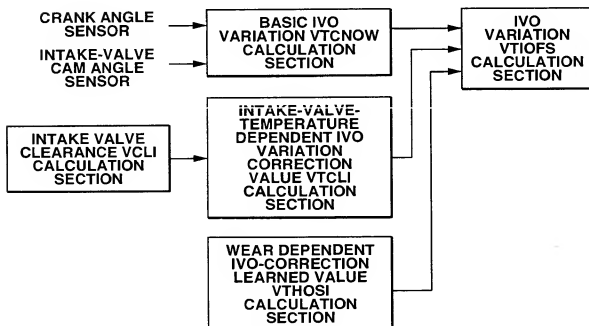 CRANK ANGLE
SENSOR
INTAKE-VALVE
CAM ANGLE
SENSOR
BASIC IVO
VARIATION VTCNOW
CALCULATION
SECTION
IVO
VARIATION
VTIOFS
CALCULATION
SECTION
INTAKE VALVE
CLEARANCE VCLI
CALCULATION
SECTION
INTAKE-VALVE-
TEMPERATURE
DEPENDENT IVO
VARIATION
CORRECTION
VALUE VTCLI
CALCULATION
SECTION
WEAR DEPENDENT
IVO-CORRECTION
LEARNED VALUE
VTHOSI
CALCULATION
SECTION